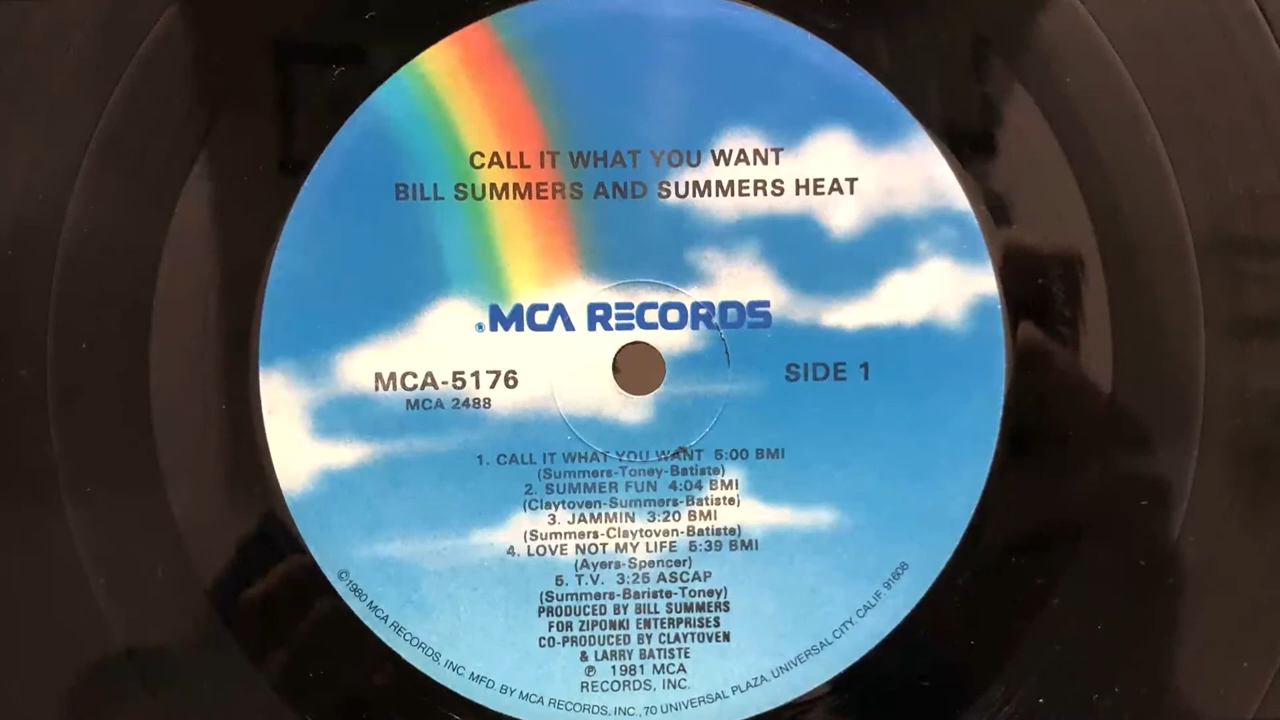 CALL IT WHAT YOU WANT
BILL SUMMERS AND SUMMERS HEAT
®MCA RECORDS
MCA-5176
MCA 2488
SIDE 1
1. CALL IT WHAT YOU WANT 5:00 BMI
(Summers-Toney-Batiste)
2. SUMMER FUN 4:04 BMI
(Claytoven-Summers-Batiste)
3. JAMMIN 3:20 BMI
(Summers-Claytoven-Batiste)
4. LOVE NOT MY LIFE 5:39 BMI
(Ayers-Spencer)
5. T.V. 3:25 ASCAP
(Summers-Bariste-Toney)
PRODUCED BY BILL SUMMERS
FOR ZIPONKI ENTERPRISES
CO-PRODUCED BY CLAYTOVEN
& LARRY BATISTE
℗ 1981 MCA
RECORDS, INC.
©1980 MCA RECORDS, INC. MFD. BY MCA RECORDS, INC., 70 UNIVERSAL PLAZA, UNIVERSAL CITY, CALIF. 91608